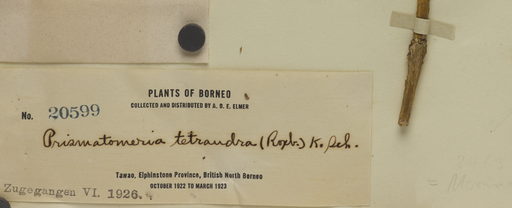 PLANTS OF BORNEO
COLLECTED AND DISTRIBUTED BY A. D. E. ELMER
No. 20599
Prismatomeria tetrandra (Roxb.) K. Sch.
Tawao, Elphinstone Province, British North Borneo
OCTOBER 1922 TO MARCH 1923
Zugegangen VI. 1926.